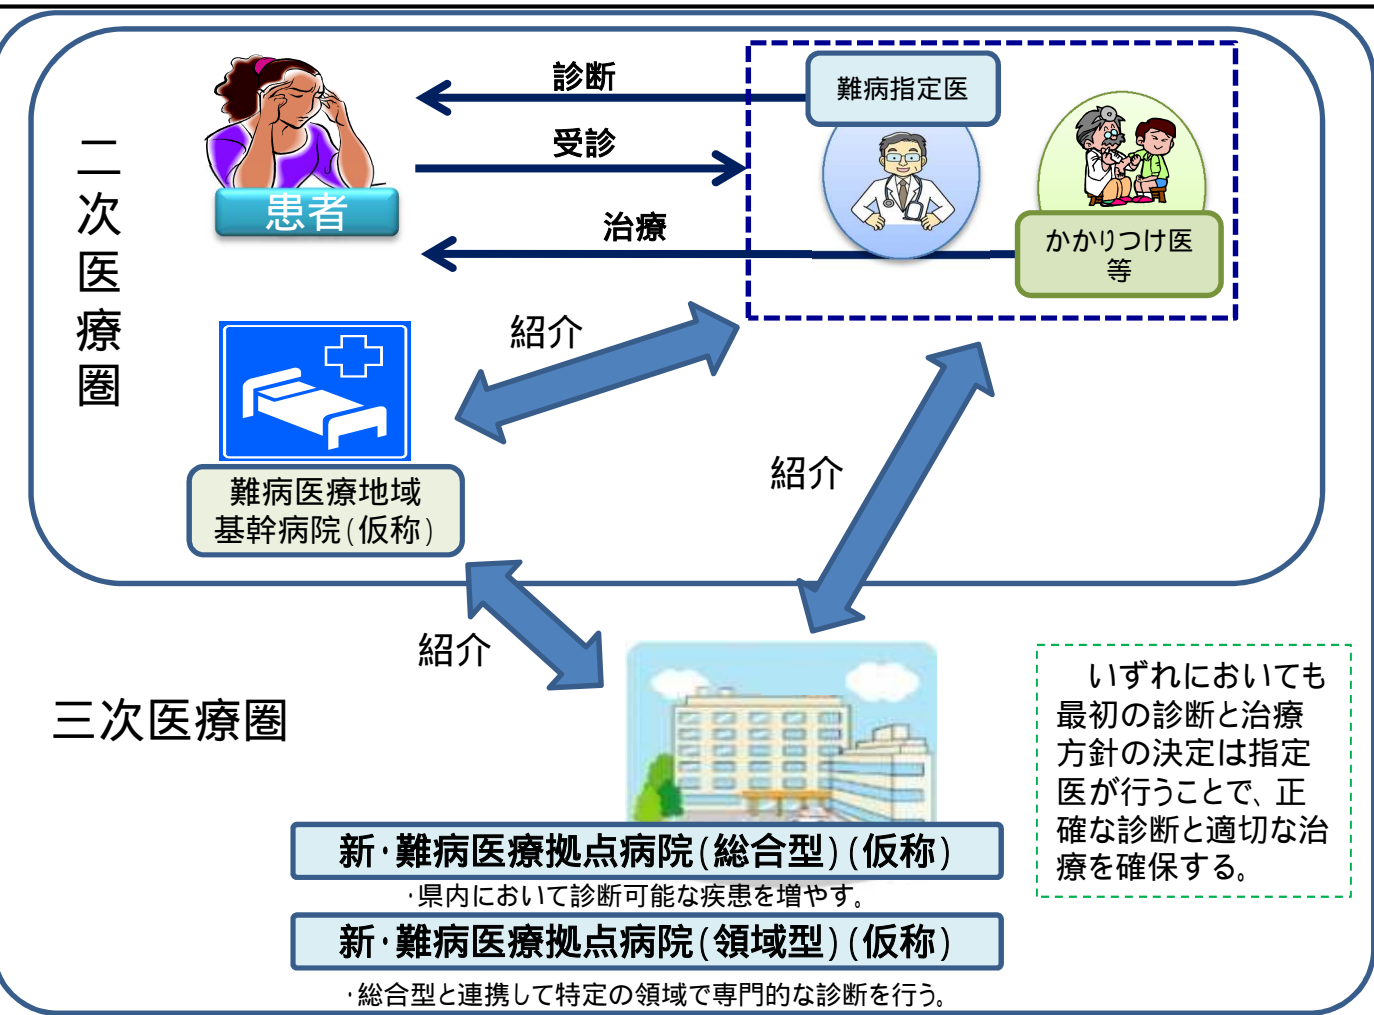 二次医療圏
診断
受診
治療
患者
難病指定医
かかりつけ医
等
紹介
難病医療地域
基幹病院(仮称)
紹介
紹介
三次医療圏
新・難病医療拠点病院(総合型)(仮称)
・県内において診断可能な疾患を増やす。
新・難病医療拠点病院(領域型)(仮称)
・総合型と連携して特定の領域で専門的な診断を行う。
いずれにおいても
最初の診断と治療
方針の決定は指定
医が行うことで、正
確な診断と適切な治
療を確保する。